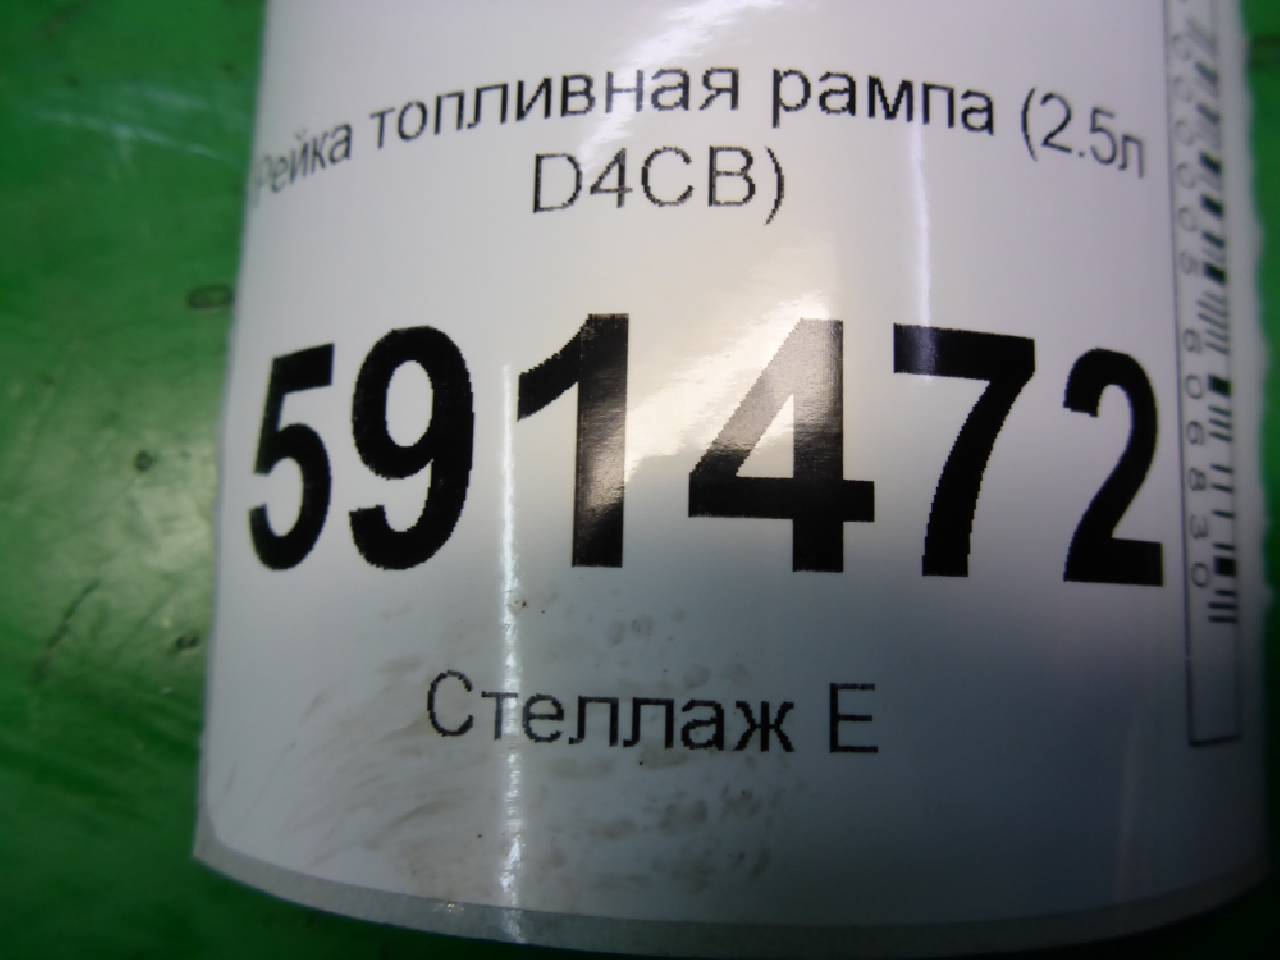 Рейка топливная рампа (2.5л
D4CB)
591472
Стеллаж E